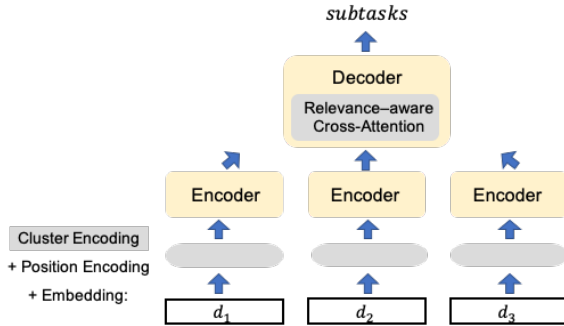 subtasks
Decoder
Relevance–aware
Cross-Attention
Encoder Encoder Encoder
Cluster Encoding
+ Position Encoding
+ Embedding: d₁ d₂ d₃